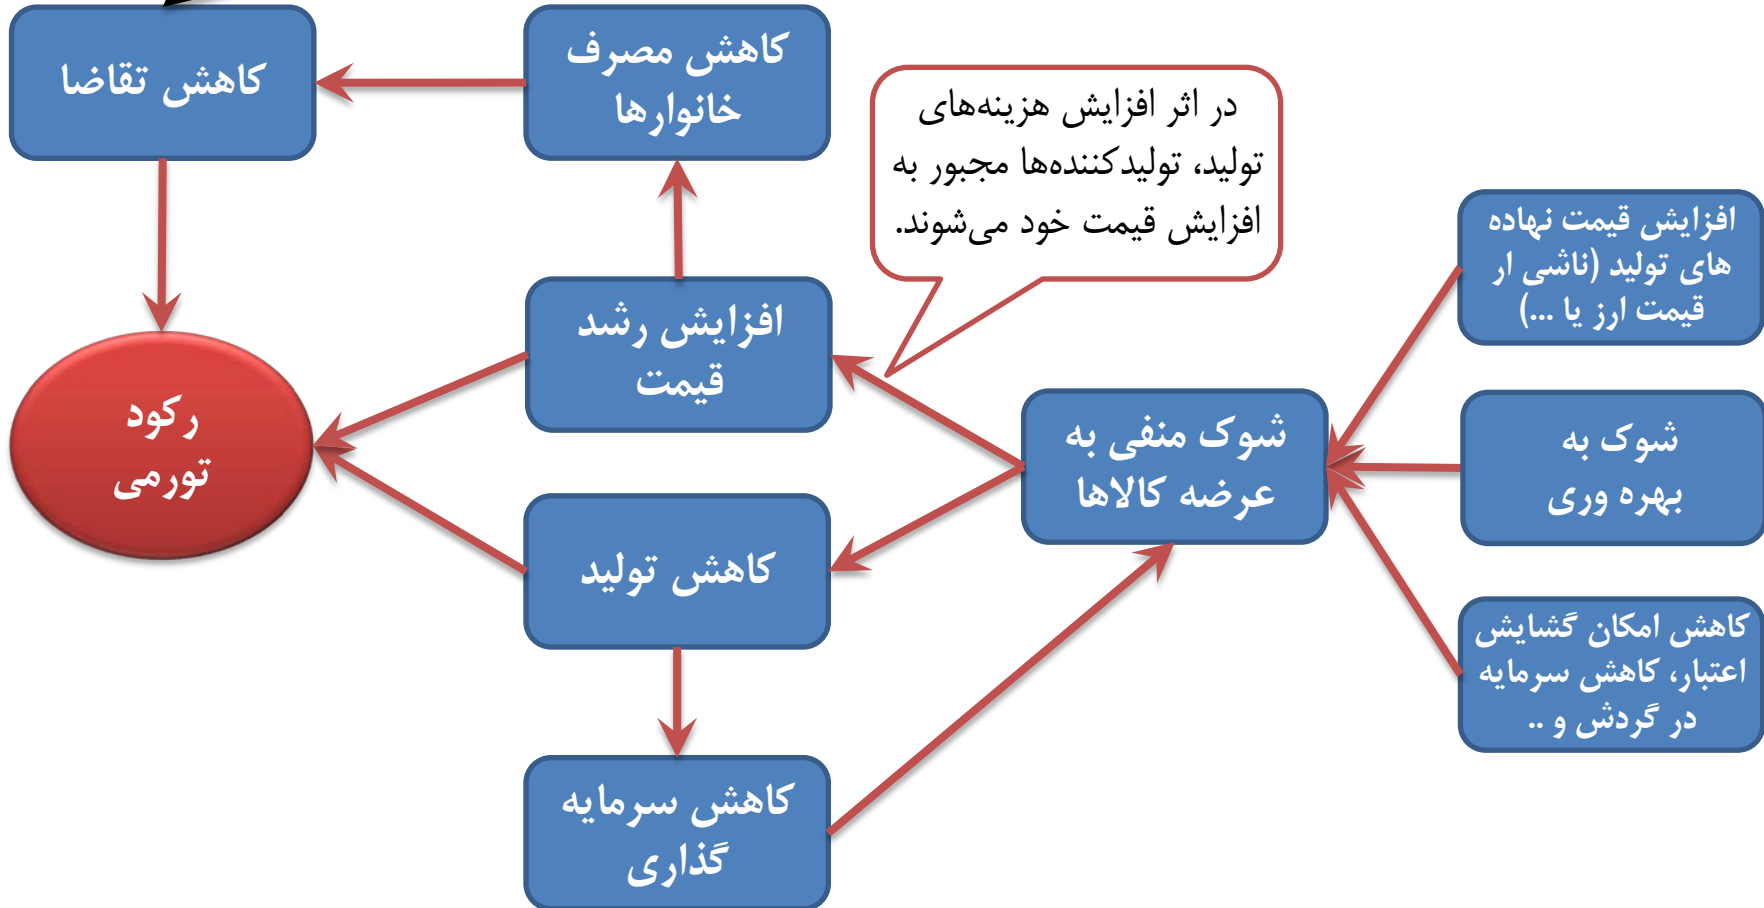 افزایش قیمت نهاده
های تولید (ناشی ار
قیمت ارز یا ...)
شوک به
بهره وری
کاهش امکان گشایش
اعتبار، کاهش سرمایه
در گردش و ..
شوک منفی به
عرضه کالاها
در اثر افزایش هزینه‌های
تولید، تولیدکننده‌ها مجبور به
افزایش قیمت خود می‌شوند.
کاهش مصرف
خانوارها
افزایش رشد
قیمت
کاهش تولید
کاهش سرمایه
گذاری
کاهش تقاضا
رکود
تورمی